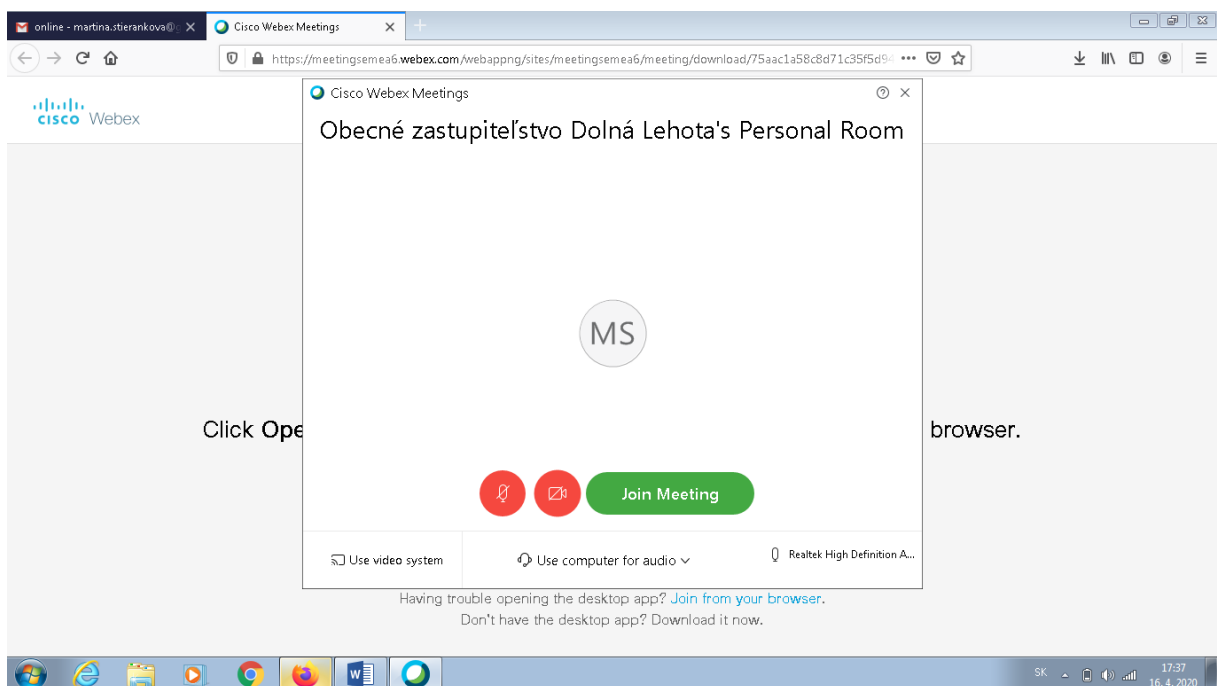 online - martina.stierankova@g
Cisco Webex Meetings
https://meetingsemea6.webex.com/webappng/sites/meetingsemea6/meeting/download/75aac1a58c8d71c35f5d94
cisco Webex
Cisco Webex Meetings
Obecné zastupiteľstvo Dolná Lehota's Personal Room
MS
Click Ope
browser.
Join Meeting
Use video system
Use computer for audio
Realtek High Definition A...
Having trouble opening the desktop app? Join from your browser.
Don't have the desktop app? Download it now.
W
SK
17:37
16. 4. 2020